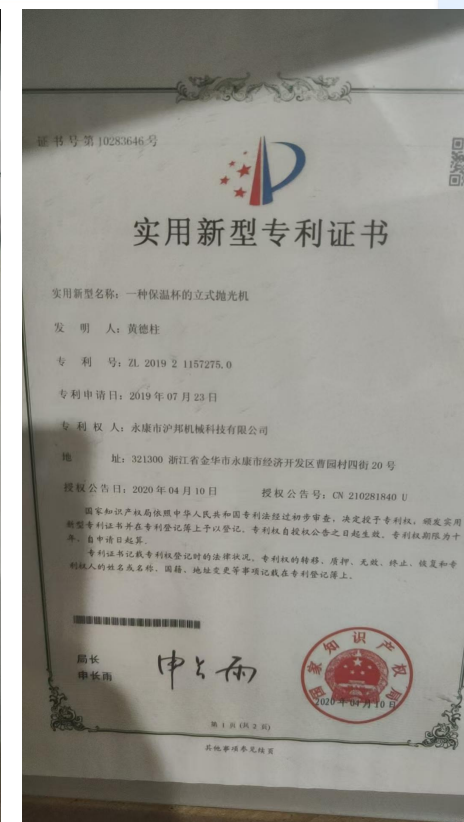 证书号第10283646号
实用新型专利证书
实用新型名称：一种保温杯的立式抛光机
发 明 人：黄德柱
专 利 号：ZL 2019 2 1157275.0
专利申请日：2019年07月23日
专 利 权 人：永康市沪邦机械科技有限公司
地 址：321300 浙江省金华市永康市经济开发区曹园村四街20号
授权公告日：2020年04月10日 授权公告号：CN 210281840 U
国家知识产权局依照中华人民共和国专利法经过初步审查，决定授予专利权，颁发实用
新型专利证书并在专利登记簿上予以登记。专利权自授权公告之日起生效。专利权期限为十
年，自申请日起算。
专利证书记载专利权登记时的法律状况。专利权的转移、质押、无效、终止、恢复和专
利权人的姓名或名称、国籍、地址变更等事项记载在专利登记簿上。
局长
申长雨
申长雨
国家知识产权局
2020年04月10日
第 1 页 (共 2 页)
其他事项参见续页